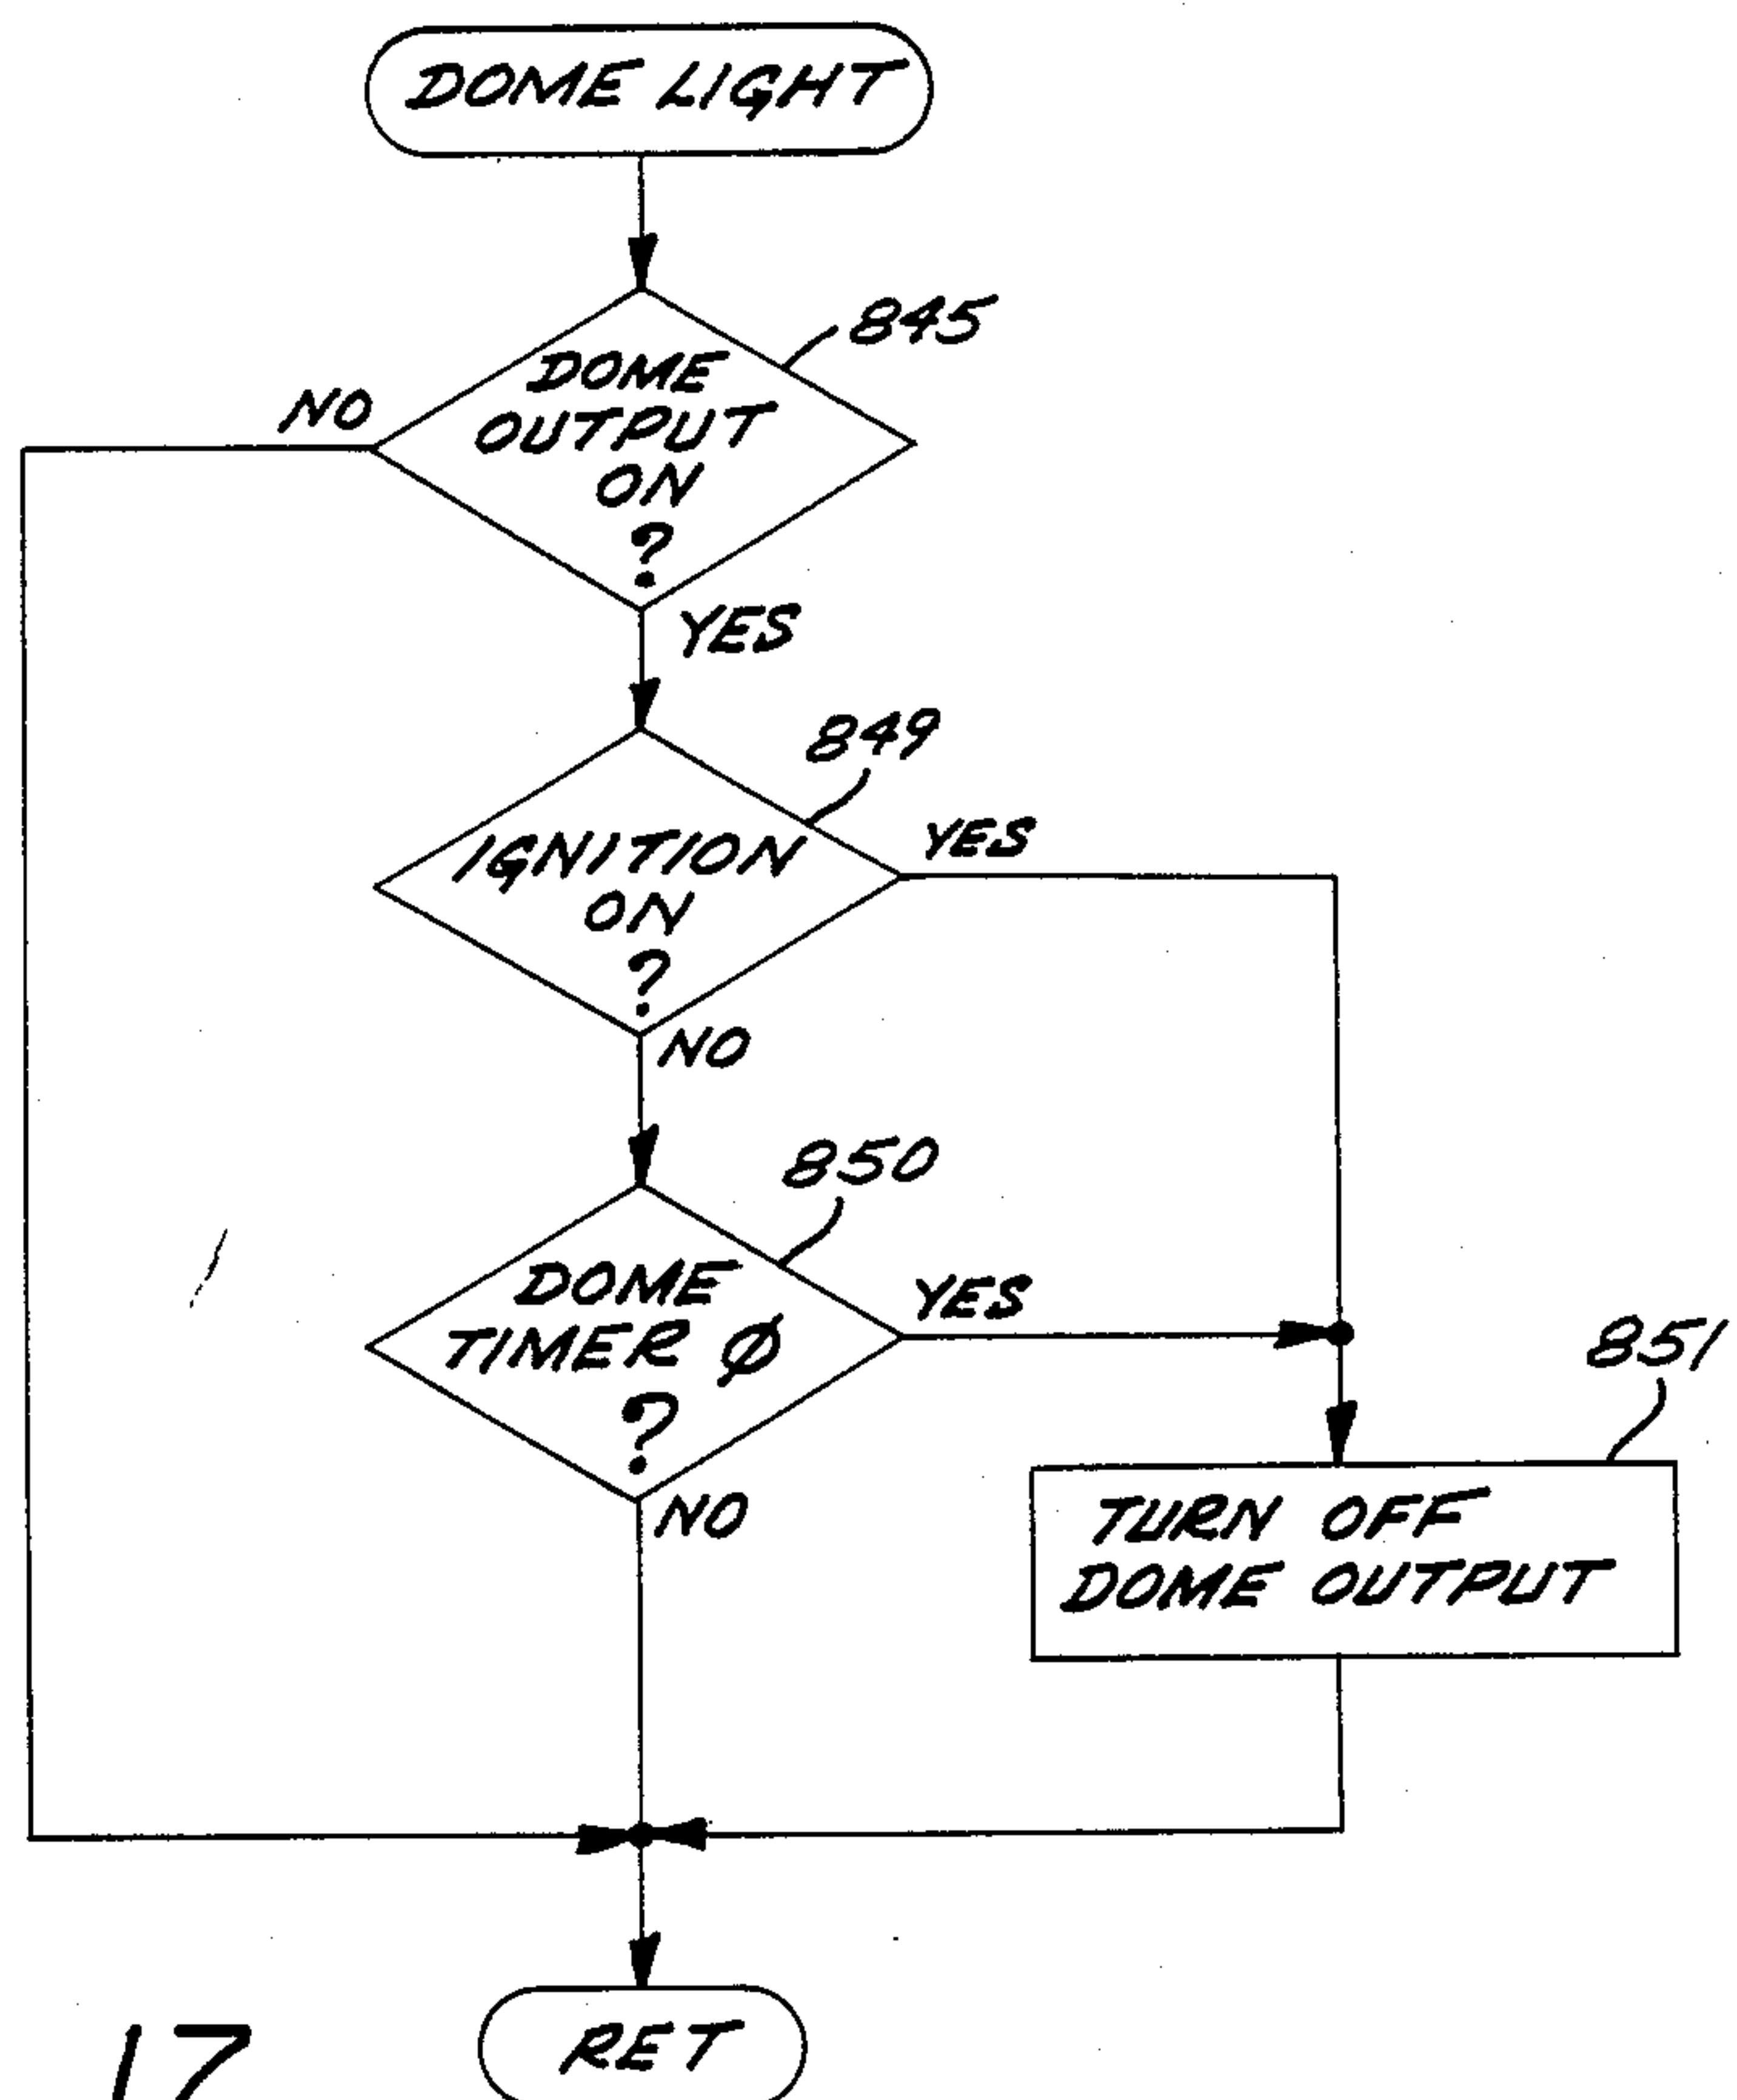 DOME LIGHT
845
DOME
OUTPUT
ON
?
NO
YES
849
IGNITION
ON
?
YES
NO
850
DOME
TIMER Ø
?
YES
NO
851
TURN OFF
DOME OUTPUT
RET
17